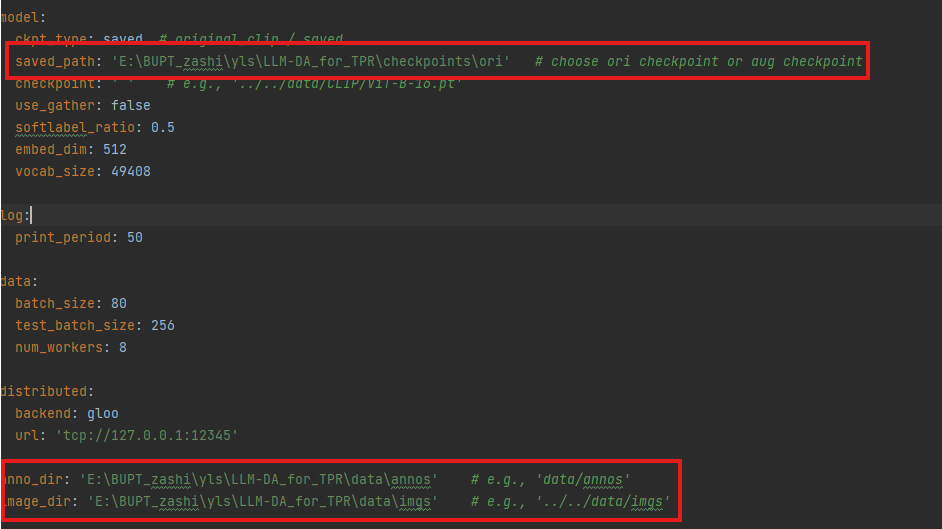 model:
ckpt_type: saved # original_clip / saved
saved_path: 'E:\BUPT_zashi\yls\LLM-DA_for_TPR\checkpoints\ori' # choose ori checkpoint or aug checkpoint
checkpoint: ' ' # e.g., '../../data/CLIP/ViT-B-16.pt'
use_gather: false
softlabel_ratio: 0.5
embed_dim: 512
vocab_size: 49408
log:
print_period: 50
data:
batch_size: 80
test_batch_size: 256
num_workers: 8
distributed:
backend: gloo
url: 'tcp://127.0.0.1:12345'
anno_dir: 'E:\BUPT_zashi\yls\LLM-DA_for_TPR\data\annos' # e.g., 'data/annos'
image_dir: 'E:\BUPT_zashi\yls\LLM-DA_for_TPR\data\imgs' # e.g., '../../data/imgs'